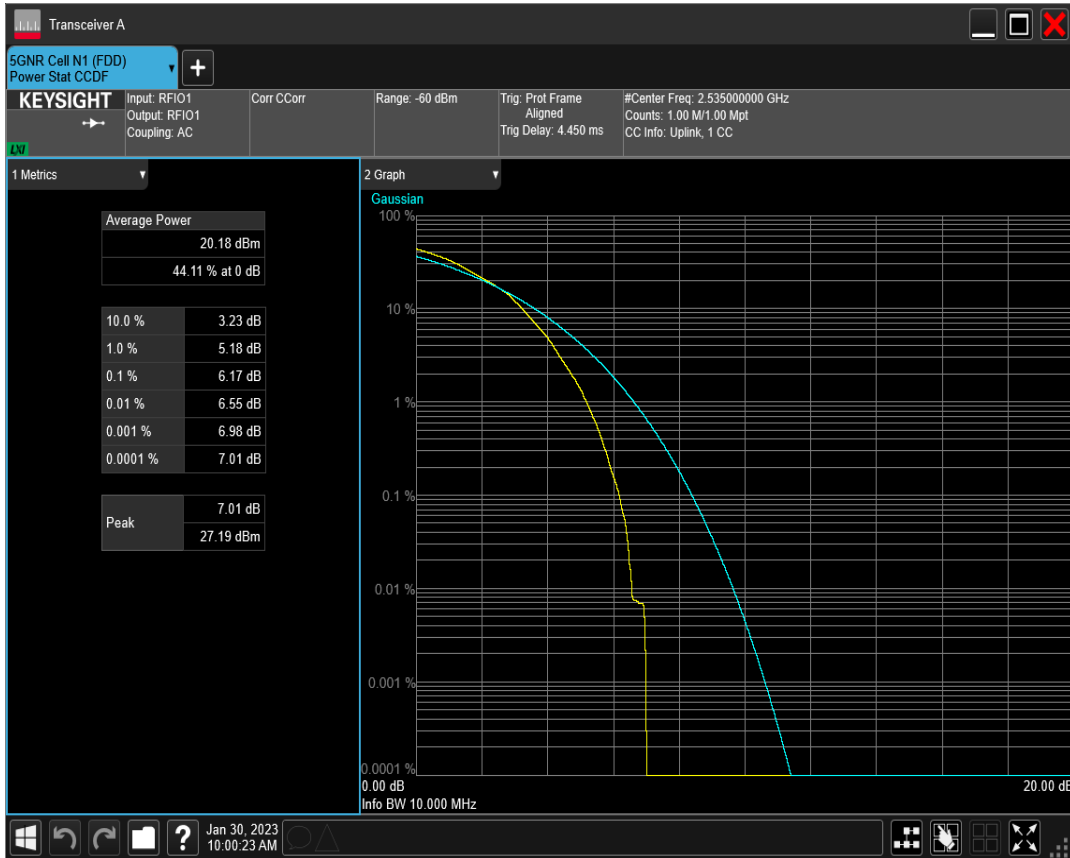 Transceiver A
5GNR Cell N1 (FDD)
Power Stat CCDF
+
KEYSIGHT
LXI
Input: RFIO1
Output: RFIO1
Coupling: AC
Corr CCorr
Range: -60 dBm
Trig: Prot Frame
Aligned
Trig Delay: 4.450 ms
#Center Freq: 2.535000000 GHz
Counts: 1.00 M/1.00 Mpt
CC Info: Uplink, 1 CC
1 Metrics
Average Power
20.18 dBm
44.11 % at 0 dB
10.0 % 3.23 dB
1.0 % 5.18 dB
0.1 % 6.17 dB
0.01 % 6.55 dB
0.001 % 6.98 dB
0.0001 % 7.01 dB
Peak 7.01 dB
27.19 dBm
2 Graph
Gaussian
100 %
10 %
1 %
0.1 %
0.01 %
0.001 %
0.0001 %
0.00 dB 20.00 dB
Info BW 10.000 MHz
?
Jan 30, 2023
10:00:23 AM